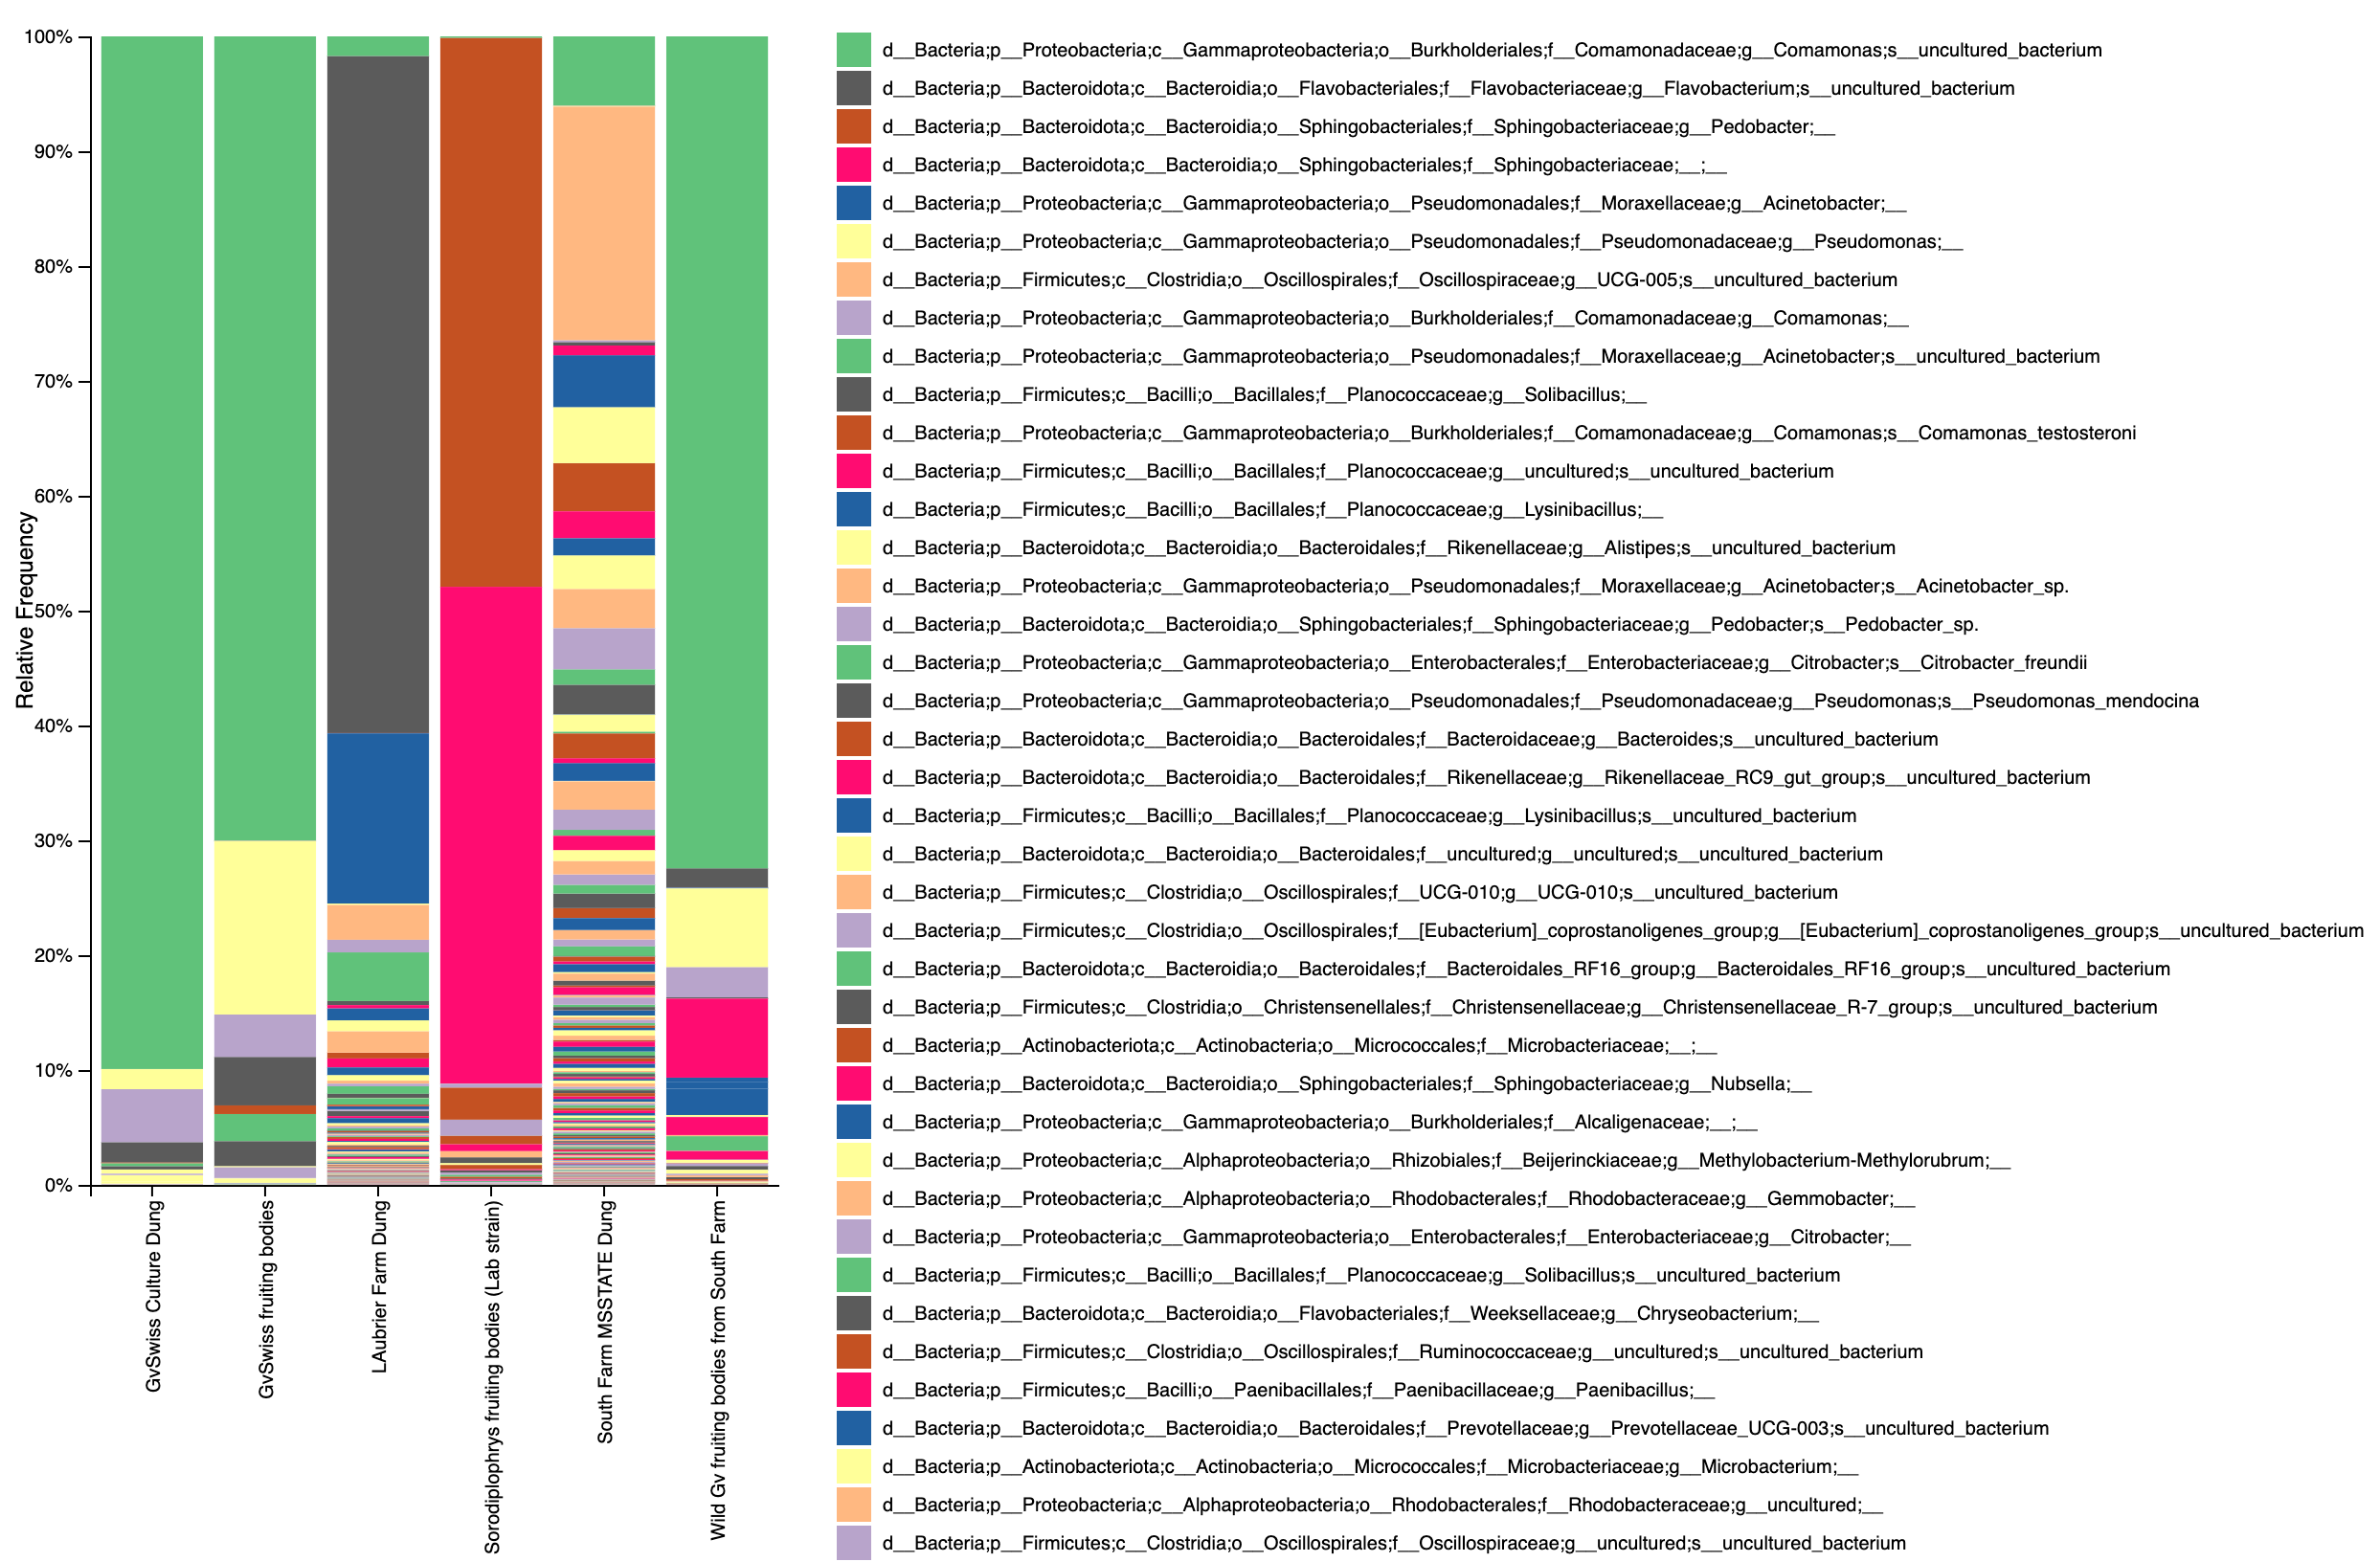 100%
90%
80%
70%
60%
50%
40%
30%
20%
10%
0%
Relative Frequency
GvSwiss Culture Dung
GvSwiss fruiting bodies
LAubrier Farm Dung
Sorodiplophrys fruiting bodies (Lab strain)
South Farm MSSTATE Dung
Wild Gv fruiting bodies from South Farm
d__Bacteria;p__Proteobacteria;c__Gammaproteobacteria;o__Burkholderiales;f__Comamonadaceae;g__Comamonas;s__uncultured_bacterium
d__Bacteria;p__Bacteroidota;c__Bacteroidia;o__Flavobacteriales;f__Flavobacteriaceae;g__Flavobacterium;s__uncultured_bacterium
d__Bacteria;p__Bacteroidota;c__Bacteroidia;o__Sphingobacteriales;f__Sphingobacteriaceae;g__Pedobacter;__
d__Bacteria;p__Bacteroidota;c__Bacteroidia;o__Sphingobacteriales;f__Sphingobacteriaceae;__;__
d__Bacteria;p__Proteobacteria;c__Gammaproteobacteria;o__Pseudomonadales;f__Moraxellaceae;g__Acinetobacter;__
d__Bacteria;p__Proteobacteria;c__Gammaproteobacteria;o__Pseudomonadales;f__Pseudomonadaceae;g__Pseudomonas;__
d__Bacteria;p__Firmicutes;c__Clostridia;o__Oscillospirales;f__Oscillospiraceae;g__UCG-005;s__uncultured_bacterium
d__Bacteria;p__Proteobacteria;c__Gammaproteobacteria;o__Burkholderiales;f__Comamonadaceae;g__Comamonas;__
d__Bacteria;p__Proteobacteria;c__Gammaproteobacteria;o__Pseudomonadales;f__Moraxellaceae;g__Acinetobacter;s__uncultured_bacterium
d__Bacteria;p__Firmicutes;c__Bacilli;o__Bacillales;f__Planococcaceae;g__Solibacillus;__
d__Bacteria;p__Proteobacteria;c__Gammaproteobacteria;o__Burkholderiales;f__Comamonadaceae;g__Comamonas;s__Comamonas_testosteroni
d__Bacteria;p__Firmicutes;c__Bacilli;o__Bacillales;f__Planococcaceae;g__uncultured;s__uncultured_bacterium
d__Bacteria;p__Firmicutes;c__Bacilli;o__Bacillales;f__Planococcaceae;g__Lysinibacillus;__
d__Bacteria;p__Bacteroidota;c__Bacteroidia;o__Bacteroidales;f__Rikenellaceae;g__Alistipes;s__uncultured_bacterium
d__Bacteria;p__Proteobacteria;c__Gammaproteobacteria;o__Pseudomonadales;f__Moraxellaceae;g__Acinetobacter;s__Acinetobacter_sp.
d__Bacteria;p__Bacteroidota;c__Bacteroidia;o__Sphingobacteriales;f__Sphingobacteriaceae;g__Pedobacter;s__Pedobacter_sp.
d__Bacteria;p__Proteobacteria;c__Gammaproteobacteria;o__Enterobacterales;f__Enterobacteriaceae;g__Citrobacter;s__Citrobacter_freundii
d__Bacteria;p__Proteobacteria;c__Gammaproteobacteria;o__Pseudomonadales;f__Pseudomonadaceae;g__Pseudomonas;s__Pseudomonas_mendocina
d__Bacteria;p__Bacteroidota;c__Bacteroidia;o__Bacteroidales;f__Bacteroidaceae;g__Bacteroides;s__uncultured_bacterium
d__Bacteria;p__Bacteroidota;c__Bacteroidia;o__Bacteroidales;f__Rikenellaceae;g__Rikenellaceae_RC9_gut_group;s__uncultured_bacterium
d__Bacteria;p__Firmicutes;c__Bacilli;o__Bacillales;f__Planococcaceae;g__Lysinibacillus;s__uncultured_bacterium
d__Bacteria;p__Bacteroidota;c__Bacteroidia;o__Bacteroidales;f__uncultured;g__uncultured;s__uncultured_bacterium
d__Bacteria;p__Firmicutes;c__Clostridia;o__Oscillospirales;f__UCG-010;g__UCG-010;s__uncultured_bacterium
d__Bacteria;p__Firmicutes;c__Clostridia;o__Oscillospirales;f__[Eubacterium]_coprostanoligenes_group;g__[Eubacterium]_coprostanoligenes_group;s__uncultured_bacterium
d__Bacteria;p__Bacteroidota;c__Bacteroidia;o__Bacteroidales;f__Bacteroidales_RF16_group;g__Bacteroidales_RF16_group;s__uncultured_bacterium
d__Bacteria;p__Firmicutes;c__Clostridia;o__Christensenellales;f__Christensenellaceae;g__Christensenellaceae_R-7_group;s__uncultured_bacterium
d__Bacteria;p__Actinobacteriota;c__Actinobacteria;o__Micrococcales;f__Microbacteriaceae;__;__
d__Bacteria;p__Bacteroidota;c__Bacteroidia;o__Sphingobacteriales;f__Sphingobacteriaceae;g__Nubsella;__
d__Bacteria;p__Proteobacteria;c__Gammaproteobacteria;o__Burkholderiales;f__Alcaligenaceae;__;__
d__Bacteria;p__Proteobacteria;c__Alphaproteobacteria;o__Rhizobiales;f__Beijerinckiaceae;g__Methylobacterium-Methylorubrum;__
d__Bacteria;p__Proteobacteria;c__Alphaproteobacteria;o__Rhodobacterales;f__Rhodobacteraceae;g__Gemmobacter;__
d__Bacteria;p__Proteobacteria;c__Gammaproteobacteria;o__Enterobacterales;f__Enterobacteriaceae;g__Citrobacter;__
d__Bacteria;p__Firmicutes;c__Bacilli;o__Bacillales;f__Planococcaceae;g__Solibacillus;s__uncultured_bacterium
d__Bacteria;p__Bacteroidota;c__Bacteroidia;o__Flavobacteriales;f__Weeksellaceae;g__Chryseobacterium;__
d__Bacteria;p__Firmicutes;c__Clostridia;o__Oscillospirales;f__Ruminococcaceae;g__uncultured;s__uncultured_bacterium
d__Bacteria;p__Firmicutes;c__Bacilli;o__Paenibacillales;f__Paenibacillaceae;g__Paenibacillus;__
d__Bacteria;p__Bacteroidota;c__Bacteroidia;o__Bacteroidales;f__Prevotellaceae;g__Prevotellaceae_UCG-003;s__uncultured_bacterium
d__Bacteria;p__Actinobacteriota;c__Actinobacteria;o__Micrococcales;f__Microbacteriaceae;g__Microbacterium;__
d__Bacteria;p__Proteobacteria;c__Alphaproteobacteria;o__Rhodobacterales;f__Rhodobacteraceae;g__uncultured;__
d__Bacteria;p__Firmicutes;c__Clostridia;o__Oscillospirales;f__Oscillospiraceae;g__uncultured;s__uncultured_bacterium